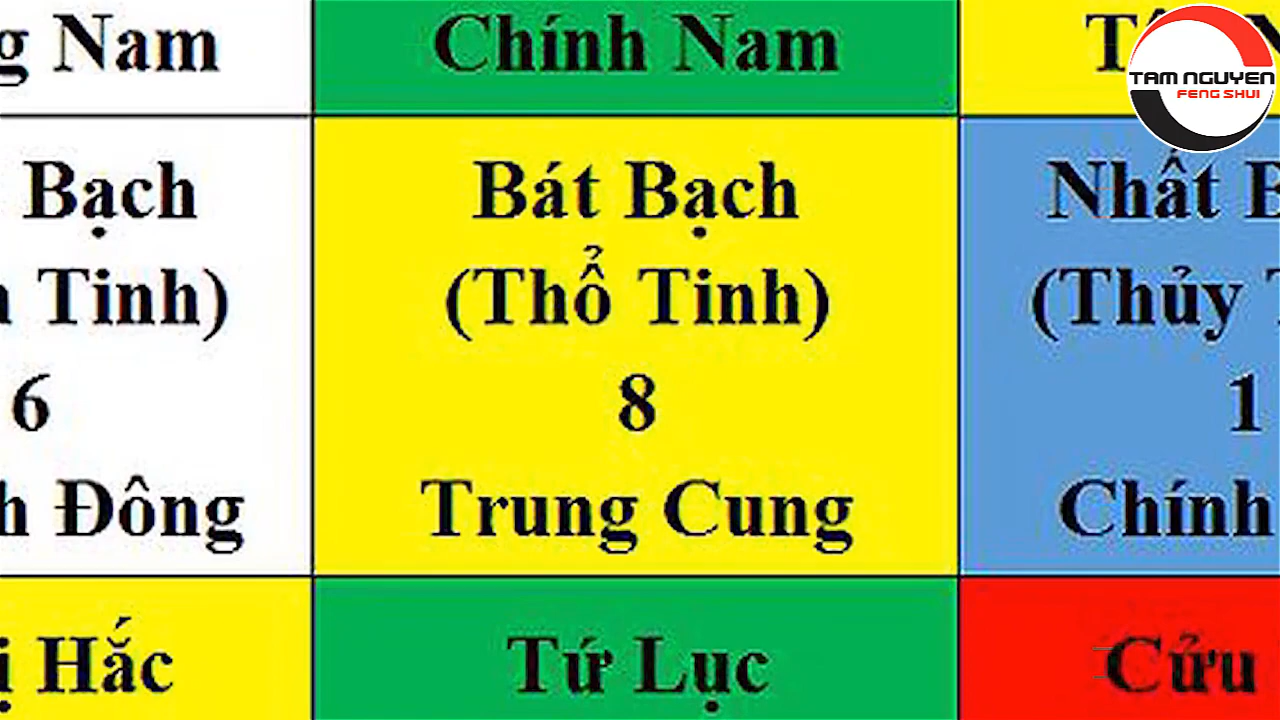 Nam
Chính Nam
TAM NGUYEN
FENG SHUI
Bạch
Bát Bạch
Nhất
Tinh)
(Thổ Tinh)
(Thủy
6
8
1
Đông
Trung Cung
Chính
Hắc
Tứ Lục
Cửu